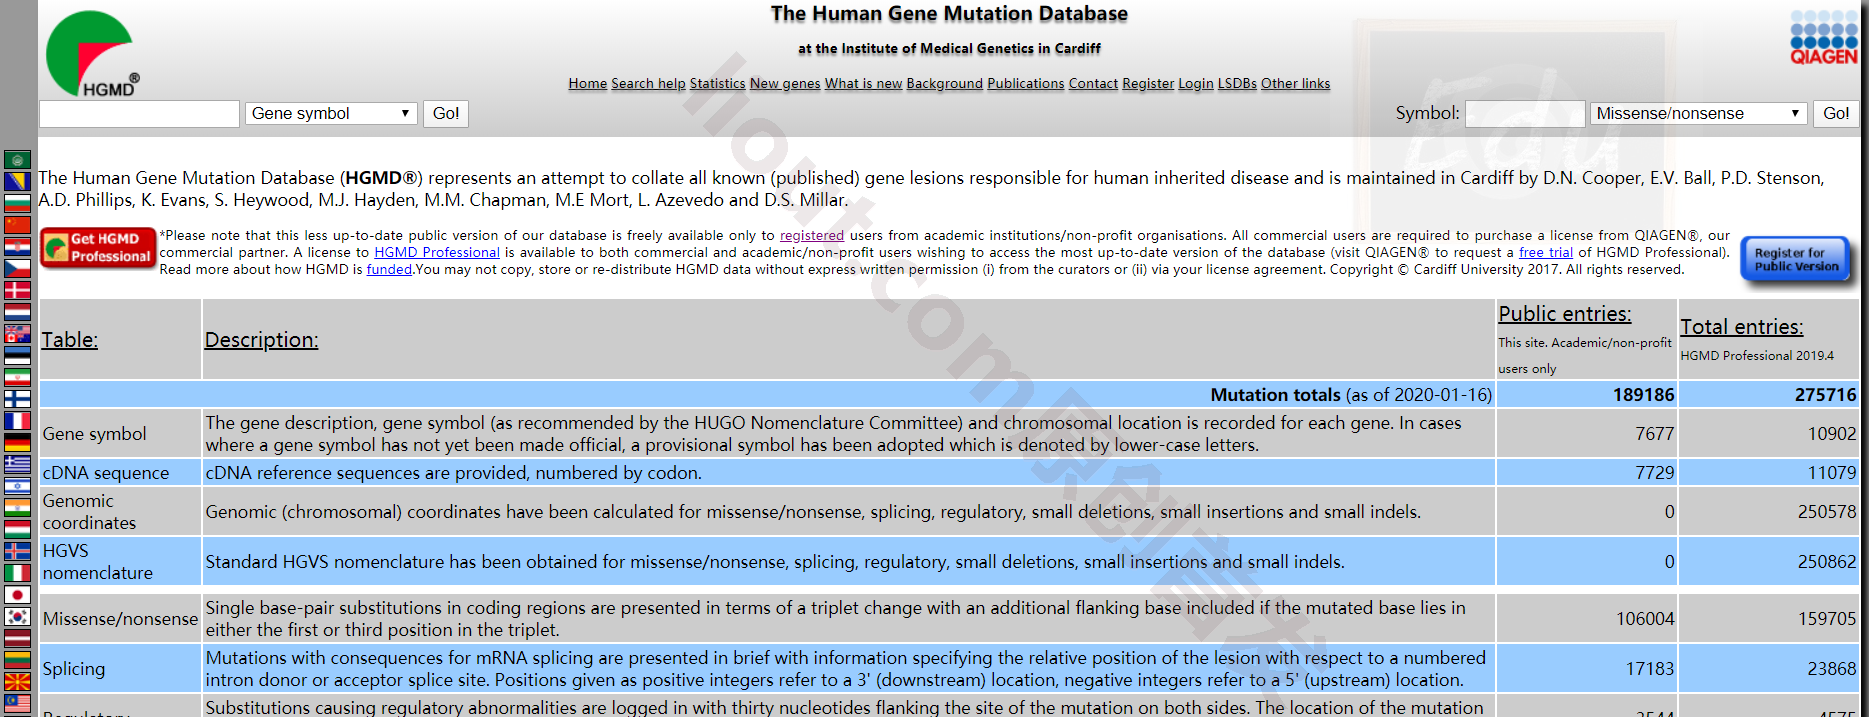 The Human Gene Mutation Database
at the Institute of Medical Genetics in Cardiff
HGMD®
QIAGEN
Home Search help Statistics New genes What is new Background Publications Contact Register Login LSDBs Other links
Gene symbol Go!
Symbol: Missense/nonsense Go!
Edu
The Human Gene Mutation Database (HGMD®) represents an attempt to collate all known (published) gene lesions responsible for human inherited disease and is maintained in Cardiff by D.N. Cooper, E.V. Ball, P.D. Stenson,
A.D. Phillips, K. Evans, S. Heywood, M.J. Hayden, M.M. Chapman, M.E Mort, L. Azevedo and D.S. Millar.
Get HGMD
Professional
*Please note that this less up-to-date public version of our database is freely available only to registered users from academic institutions/non-profit organisations. All commercial users are required to purchase a license from QIAGEN®, our
commercial partner. A license to HGMD Professional is available to both commercial and academic/non-profit users wishing to access the most up-to-date version of the database (visit QIAGEN® to request a free trial of HGMD Professional).
Read more about how HGMD is funded.You may not copy, store or re-distribute HGMD data without express written permission (i) from the curators or (ii) via your license agreement. Copyright © Cardiff University 2017. All rights reserved.
Register for
Public Version
Table:
Description:
Public entries:
This site. Academic/non-profit
users only
Total entries:
HGMD Professional 2019.4
Mutation totals (as of 2020-01-16) 189186 275716
Gene symbol
The gene description, gene symbol (as recommended by the HUGO Nomenclature Committee) and chromosomal location is recorded for each gene. In cases
where a gene symbol has not yet been made official, a provisional symbol has been adopted which is denoted by lower-case letters.
7677 10902
cDNA sequence cDNA reference sequences are provided, numbered by codon. 7729 11079
Genomic
coordinates
Genomic (chromosomal) coordinates have been calculated for missense/nonsense, splicing, regulatory, small deletions, small insertions and small indels.
0 250578
HGVS
nomenclature
Standard HGVS nomenclature has been obtained for missense/nonsense, splicing, regulatory, small deletions, small insertions and small indels.
0 250862
Missense/nonsense
Single base-pair substitutions in coding regions are presented in terms of a triplet change with an additional flanking base included if the mutated base lies in
either the first or third position in the triplet.
106004 159705
Splicing
Mutations with consequences for mRNA splicing are presented in brief with information specifying the relative position of the lesion with respect to a numbered
intron donor or acceptor splice site. Positions given as positive integers refer to a 3' (downstream) location, negative integers refer to a 5' (upstream) location.
17183 23868
Substitutions causing regulatory abnormalities are logged in with thirty nucleotides flanking the site of the mutation on both sides. The location of the mutation